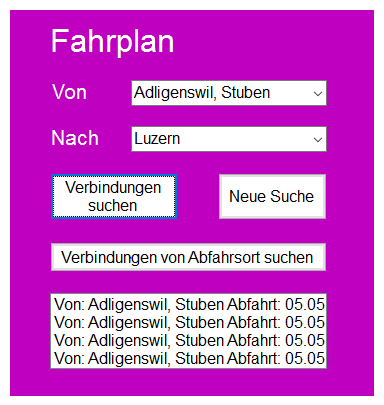 Fahrplan
Von
Adligenswil, Stuben
Nach
Luzern
Verbindungen
suchen
Neue Suche
Verbindungen von Abfahrsort suchen
Von: Adligenswil, Stuben Abfahrt: 05.05
Von: Adligenswil, Stuben Abfahrt: 05.05
Von: Adligenswil, Stuben Abfahrt: 05.05
Von: Adligenswil, Stuben Abfahrt: 05.05